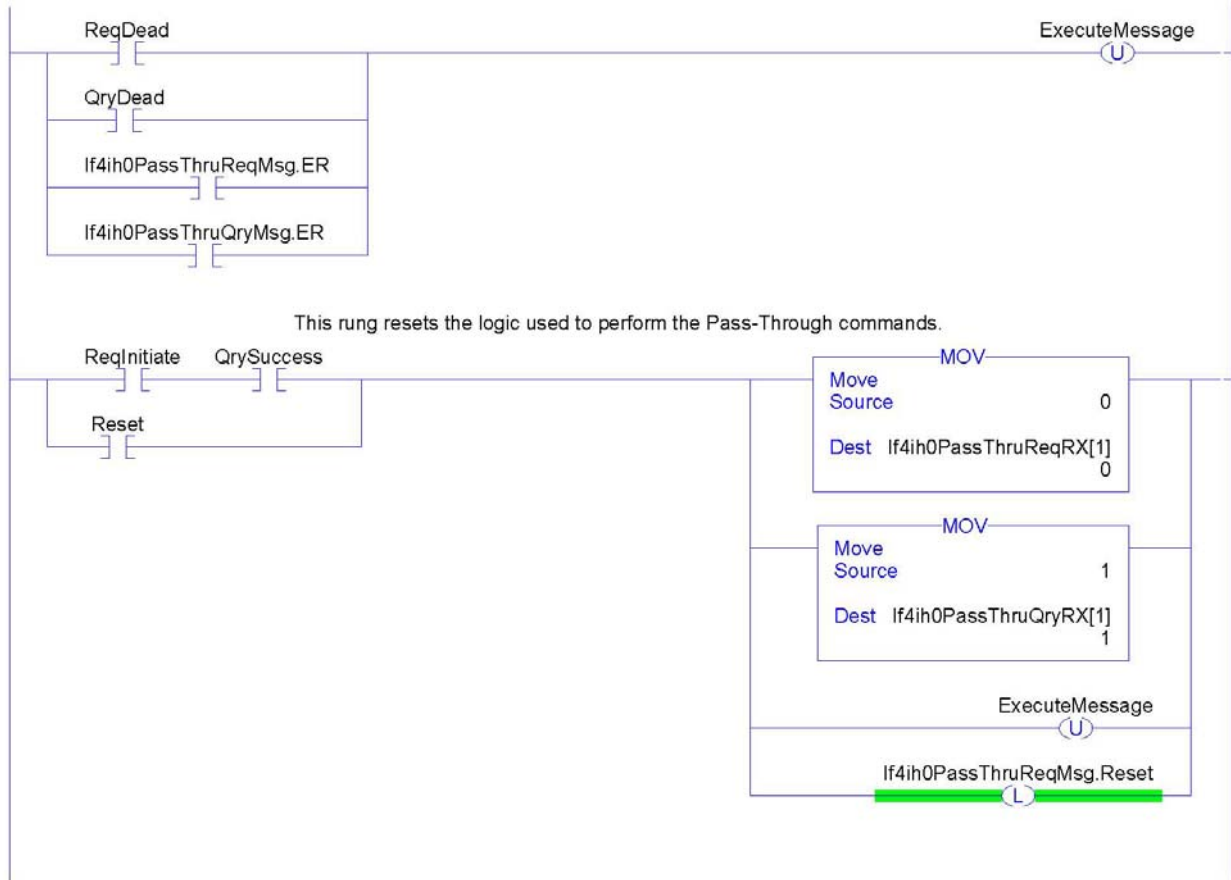 ReqDead
ExecuteMessage
U
QryDead
If4ih0PassThruReqMsg.ER
If4ih0PassThruQryMsg.ER
This rung resets the logic used to perform the Pass-Through commands.
ReqInitiate QrySuccess
Reset
MOV
Move
Source 0
Dest If4ih0PassThruReqRX[1]
0
MOV
Move
Source 1
Dest If4ih0PassThruQryRX[1]
1
ExecuteMessage
U
If4ih0PassThruReqMsg.Reset
L